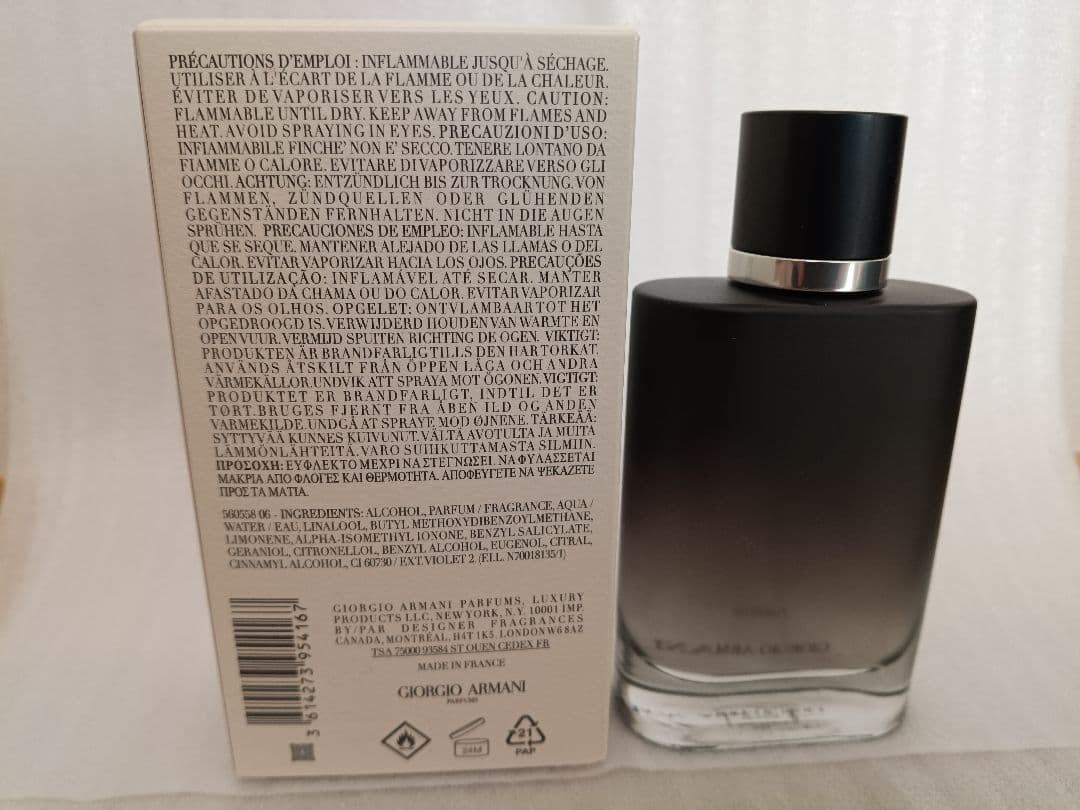 PRÉCAUTIONS D'EMPLOI : INFLAMMABLE JUSQU'À SÉCHAGE.
UTILISER À L'ÉCART DE LA FLAMME OU DE LA CHALEUR.
ÉVITER DE VAPORISER VERS LES YEUX. CAUTION:
FLAMMABLE UNTIL DRY. KEEP AWAY FROM FLAMES AND
HEAT. AVOID SPRAYING IN EYES. PRECAUZIONI D'USO:
INFIAMMABILE FINCHE' NON E' SECCO. TENERE LONTANO DA
FIAMME O CALORE. EVITARE DI VAPORIZZARE VERSO GLI
OCCHI. ACHTUNG: ENTZÜNDLICH BIS ZUR TROCKNUNG. VON
FLAMMEN, ZÜNDQUELLEN ODER GLÜHENDEN
GEGENSTÄNDEN FERNHALTEN. NICHT IN DIE AUGEN
SPRÜHEN. PRECAUCIONES DE EMPLEO: INFLAMABLE HASTA
QUE SE SEQUE. MANTENER ALEJADO DE LAS LLAMAS O DEL
CALOR. EVITAR VAPORIZAR HACIA LOS OJOS. PRECAUÇÕES
DE UTILIZAÇÃO: INFLAMÁVEL ATÉ SECAR. MANTER
AFASTADO DA CHAMA OU DO CALOR. EVITAR VAPORIZAR
PARA OS OLHOS. OPGELET: ONTVLAMBAAR TOT HET
OPGEDROOGD IS. VERWIJDERD HOUDEN VAN WARMTE EN
OPEN VUUR. VERMIJD SPUITEN RICHTING DE OGEN. VIKTIGT:
PRODUKTEN ÄR BRANDFARLIG TILLS DEN HAR TORKAT.
ANVÄNDS ÅTSKILT FRÅN ÖPPEN LÅGA OCH ANDRA
VÄRMEKÄLLOR. UNDVIK ATT SPRAYA MOT ÖGONEN. VIGTIGT:
PRODUKTET ER BRANDFARLIGT, INDTIL DET ER
TØRT. BRUGES FJERNT FRA ÅBEN ILD OG ANDEN
VARMEKILDE. UNDGÅ AT SPRAYE MOD ØJNENE. TÄRKEÄÄ:
SYTTYVÄÄ KUNNES KUIVUNUT. VÄLTÄ AVOTULTA JA MUITA
LÄMMÖNLÄHTEITÄ. VARO SUIHKUTTAMASTA SILMIIN.
ΠΡΟΣΟΧΗ: ΕΥΦΛΕΚΤΟ ΜΕΧΡΙ ΝΑ ΣΤΕΓΝΩΣΕΙ. ΝΑ ΦΥΛΑΣΣΕΤΑΙ
ΜΑΚΡΙΑ ΑΠΟ ΦΛΟΓΕΣ ΚΑΙ ΘΕΡΜΟΤΗΤΑ. ΑΠΟΦΕΥΓΕΤΕ ΝΑ ΨΕΚΑΖΕΤΕ
ΠΡΟΣ ΤΑ ΜΑΤΙΑ.
560558 06 - INGREDIENTS: ALCOHOL, PARFUM / FRAGRANCE, AQUA /
WATER / EAU, LINALOOL, BUTYL METHOXYDIBENZOYLMETHANE,
LIMONENE, ALPHA-ISOMETHYL IONONE, BENZYL SALICYLATE,
GERANIOL, CITRONELLOL, BENZYL ALCOHOL, EUGENOL, CITRAL,
CINNAMYL ALCOHOL, CI 60730 / EXT. VIOLET 2. (F.I.L. N70018135/1)
GIORGIO ARMANI PARFUMS, LUXURY
PRODUCTS LLC, NEW YORK, N.Y. 10001 IMP.
BY/PAR DESIGNER FRAGRANCES
CANADA, MONTRÉAL, H4T 1K5. LONDON W6 8AZ
TSA 75000 93584 ST OUEN CEDEX FR
MADE IN FRANCE
GIORGIO ARMANI
PARFUMS
3 614273 954167
24M
21
PAP
GIORGIO ARMANI